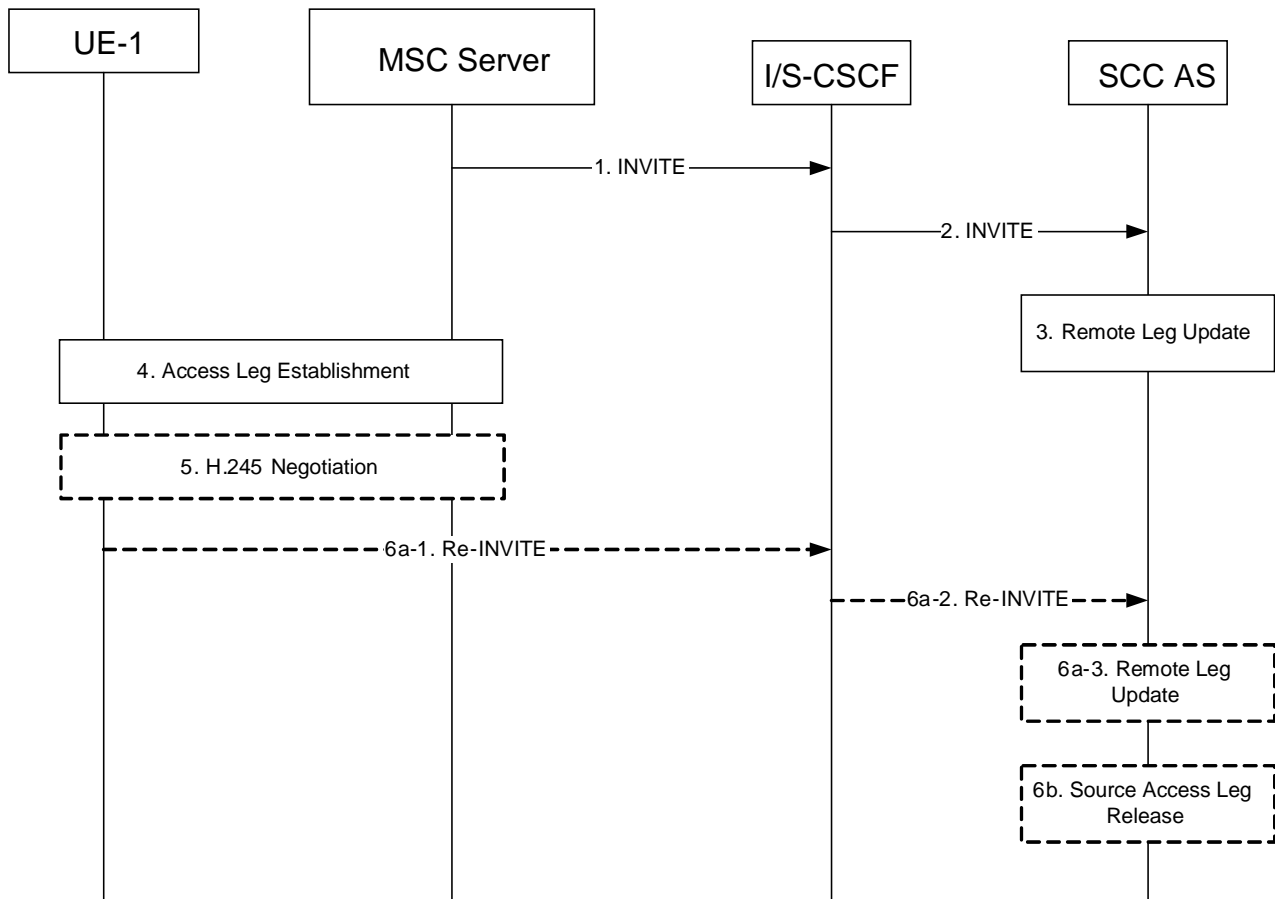 UE-1
MSC Server
I/S-CSCF
SCC AS
1. INVITE
2. INVITE
3. Remote Leg Update
4. Access Leg Establishment
5. H.245 Negotiation
6a-1. Re-INVITE
6a-2. Re-INVITE
6a-3. Remote Leg
Update
6b. Source Access Leg
Release